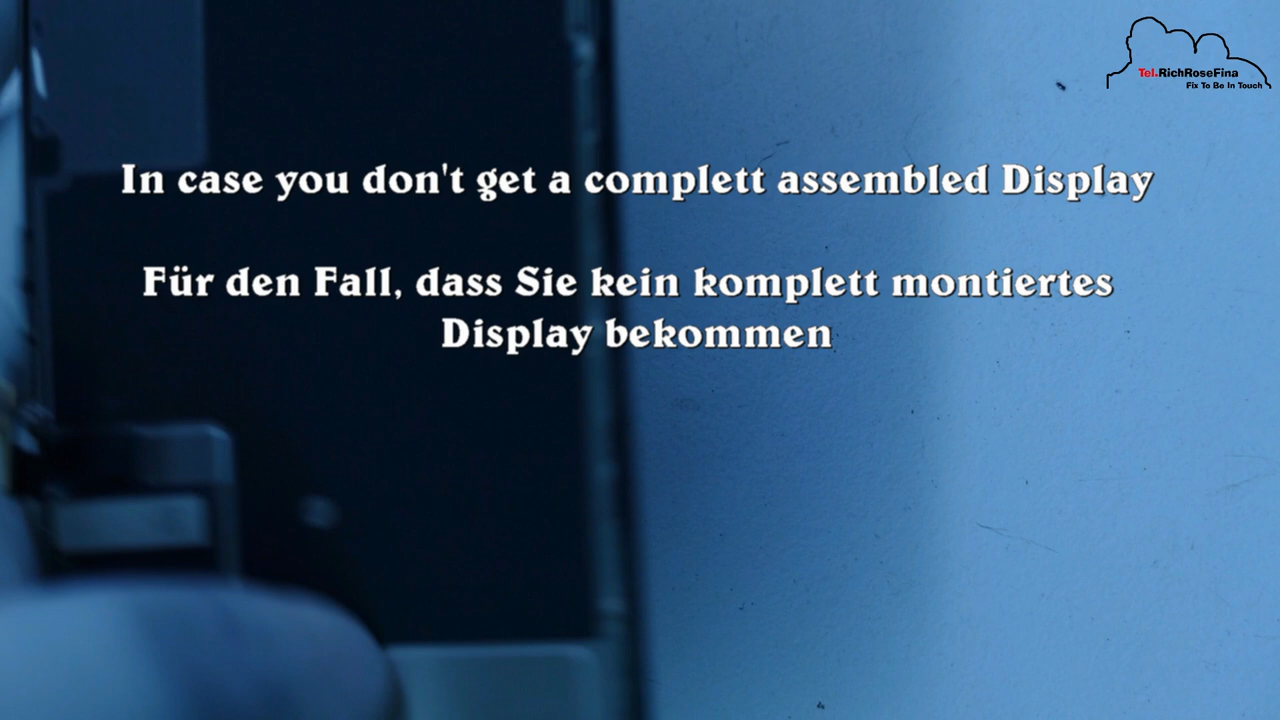 Tel.RichRoseFina
Fix To Be In Touch
In case you don't get a complett assembled Display
Für den Fall, dass Sie kein komplett montiertes
Display bekommen